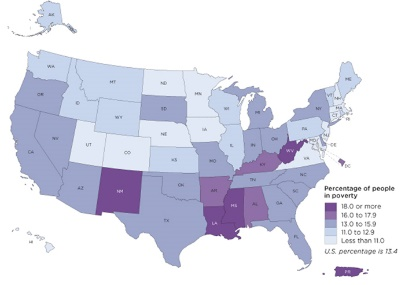 AK
WA
MT
ND
MN
ME
OR
ID
WY
SD
WI
MI
NY
VT
NH
CT
NV
UT
CO
NE
IA
IL
IN
OH
PA
NJ
DE
DC
CA
KS
MO
KY
WV
VA
AZ
NM
OK
AR
TN
NC
SC
TX
LA
MS
AL
GA
FL
HI
PR
Percentage of people
in poverty
18.0 or more
16.0 to 17.9
13.0 to 15.9
11.0 to 12.9
Less than 11.0
U.S. percentage is 13.4